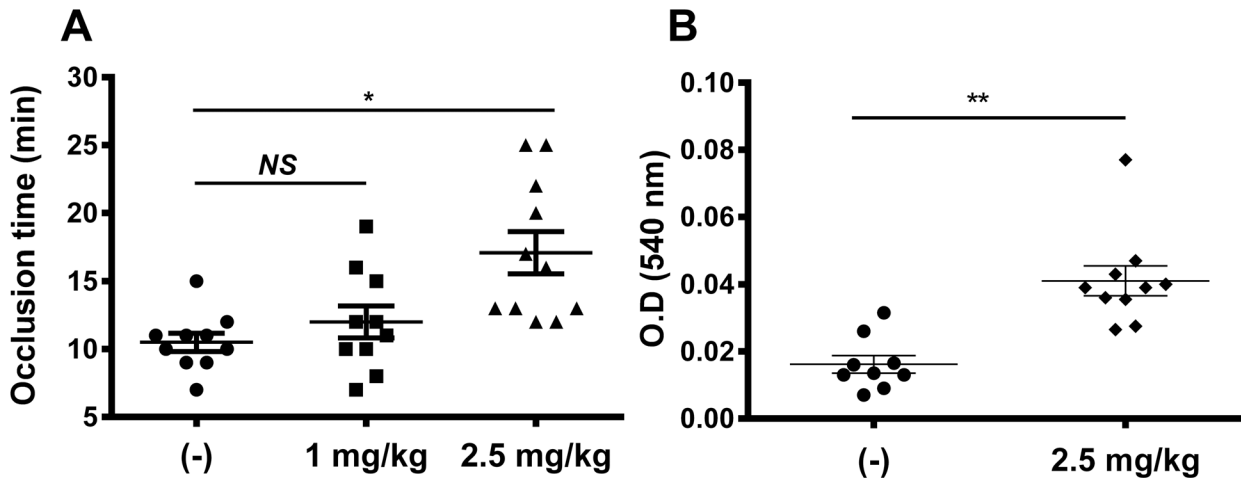 A
Occlusion time (min)
30
25
20
15
10
5
*
NS
(-)
1 mg/kg
2.5 mg/kg
B
O.D (540 nm)
0.10
0.08
0.06
0.04
0.02
0.00
**
(-)
2.5 mg/kg